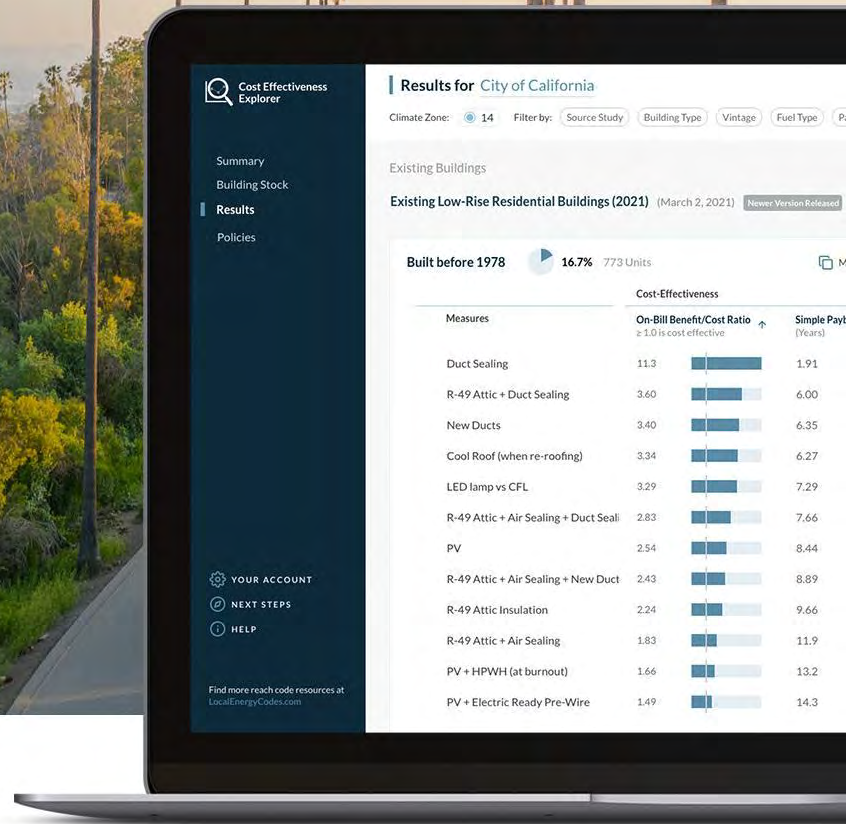 Cost Effectiveness
Explorer
Summary
Building Stock
Results
Policies
YOUR ACCOUNT
NEXT STEPS
HELP
Find more reach code resources at
LocalEnergyCodes.com
Results for City of California
Climate Zone: 14 Filter by: Source Study Building Type Vintage Fuel Type Pa
Existing Buildings
Existing Low-Rise Residential Buildings (2021) (March 2, 2021) Newer Version Released
Built before 1978 16.7% 773 Units M
Cost-Effectiveness
Measures On-Bill Benefit/Cost Ratio Simple Payb
≥ 1.0 is cost effective (Years)
Duct Sealing 11.3 1.91
R-49 Attic + Duct Sealing 3.60 6.00
New Ducts 3.40 6.35
Cool Roof (when re-roofing) 3.34 6.27
LED lamp vs CFL 3.29 7.29
R-49 Attic + Air Sealing + Duct Seali 2.83 7.66
PV 2.54 8.44
R-49 Attic + Air Sealing + New Duct 2.43 8.89
R-49 Attic Insulation 2.24 9.66
R-49 Attic + Air Sealing 1.83 11.9
PV + HPWH (at burnout) 1.66 13.2
PV + Electric Ready Pre-Wire 1.49 14.3